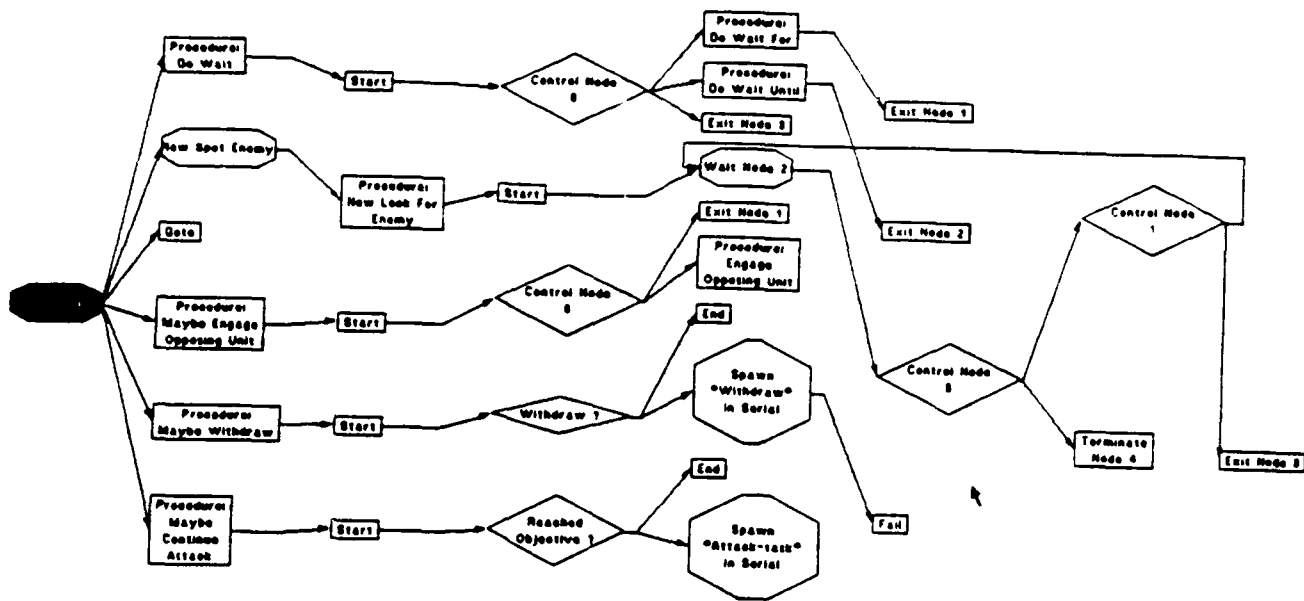 Procedure:
Do Wait
Start
Control Node
Procedure:
Do Wait For
Procedure:
Do Wait Until
Exit Node 3
Exit Node 1
New Spot Enemy
Procedure:
New Look For
Enemy
Start
Wait Node 2
Exit Node 2
Control Node
1
Goto
Procedure:
Maybe Engage
Opposing Unit
Start
Control Node
Exit Node 1
Procedure:
Engage
Opposing Unit
Procedure:
Maybe Withdraw
Start
Withdraw ?
End
Spawn
"Withdraw"
in Serial
Fail
Control Node
Terminate
Node 4
Exit Node
Procedure:
Maybe
Continue
Attack
Start
Reached
Objective ?
End
Spawn
"Attack-task"
in Serial